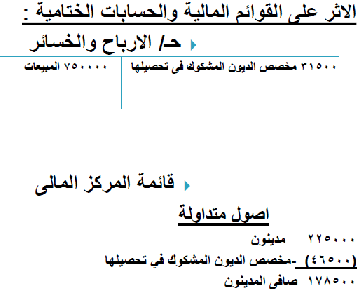 الاثر على القوائم المالية والحسابات الختامية :
حـ/ الارباح والخسائر
٣١٥٠٠ مخصص الديون المشكوك فى تحصيلها ٧٥٠٠٠٠ المبيعات
قائمة المركز المالى
اصول متداولة
٢٢٥٠٠٠ مدينون
(٤٦٥٠٠) -مخصص الديون المشكوك في تحصيلها
١٧٨٥٠٠ صافى المدينون